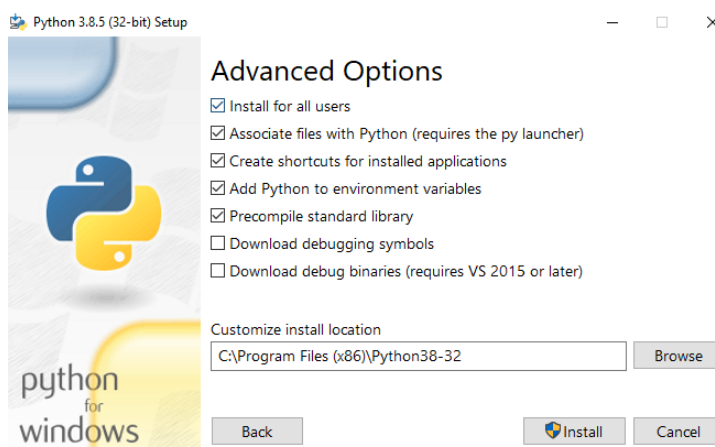 Python 3.8.5 (32-bit) Setup
Advanced Options
Install for all users
Associate files with Python (requires the py launcher)
Create shortcuts for installed applications
Add Python to environment variables
Precompile standard library
Download debugging symbols
Download debug binaries (requires VS 2015 or later)
Customize install location
C:\Program Files (x86)\Python38-32
Browse
python
for
windows
Back
Install
Cancel